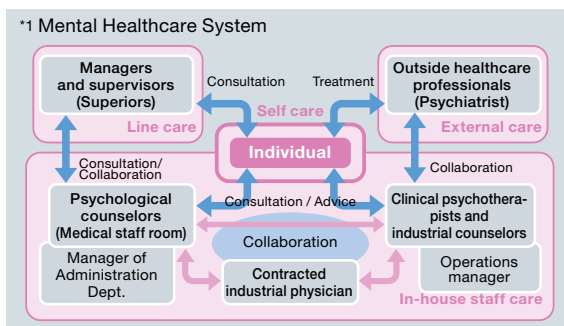 *1 Mental Healthcare System
Managers
and supervisors
(Superiors)
Line care
Consultation
Treatment
Outside healthcare
professionals
(Psychiatrist)
External care
Self care
Individual
Consultation/
Collaboration
Collaboration
Consultation / Advice
Psychological
counselors
(Medical staff room)
Manager of
Administration
Dept.
Collaboration
Contracted
industrial physician
Clinical psychothera-
pists and
industrial counselors
Operations
manager
In-house staff care